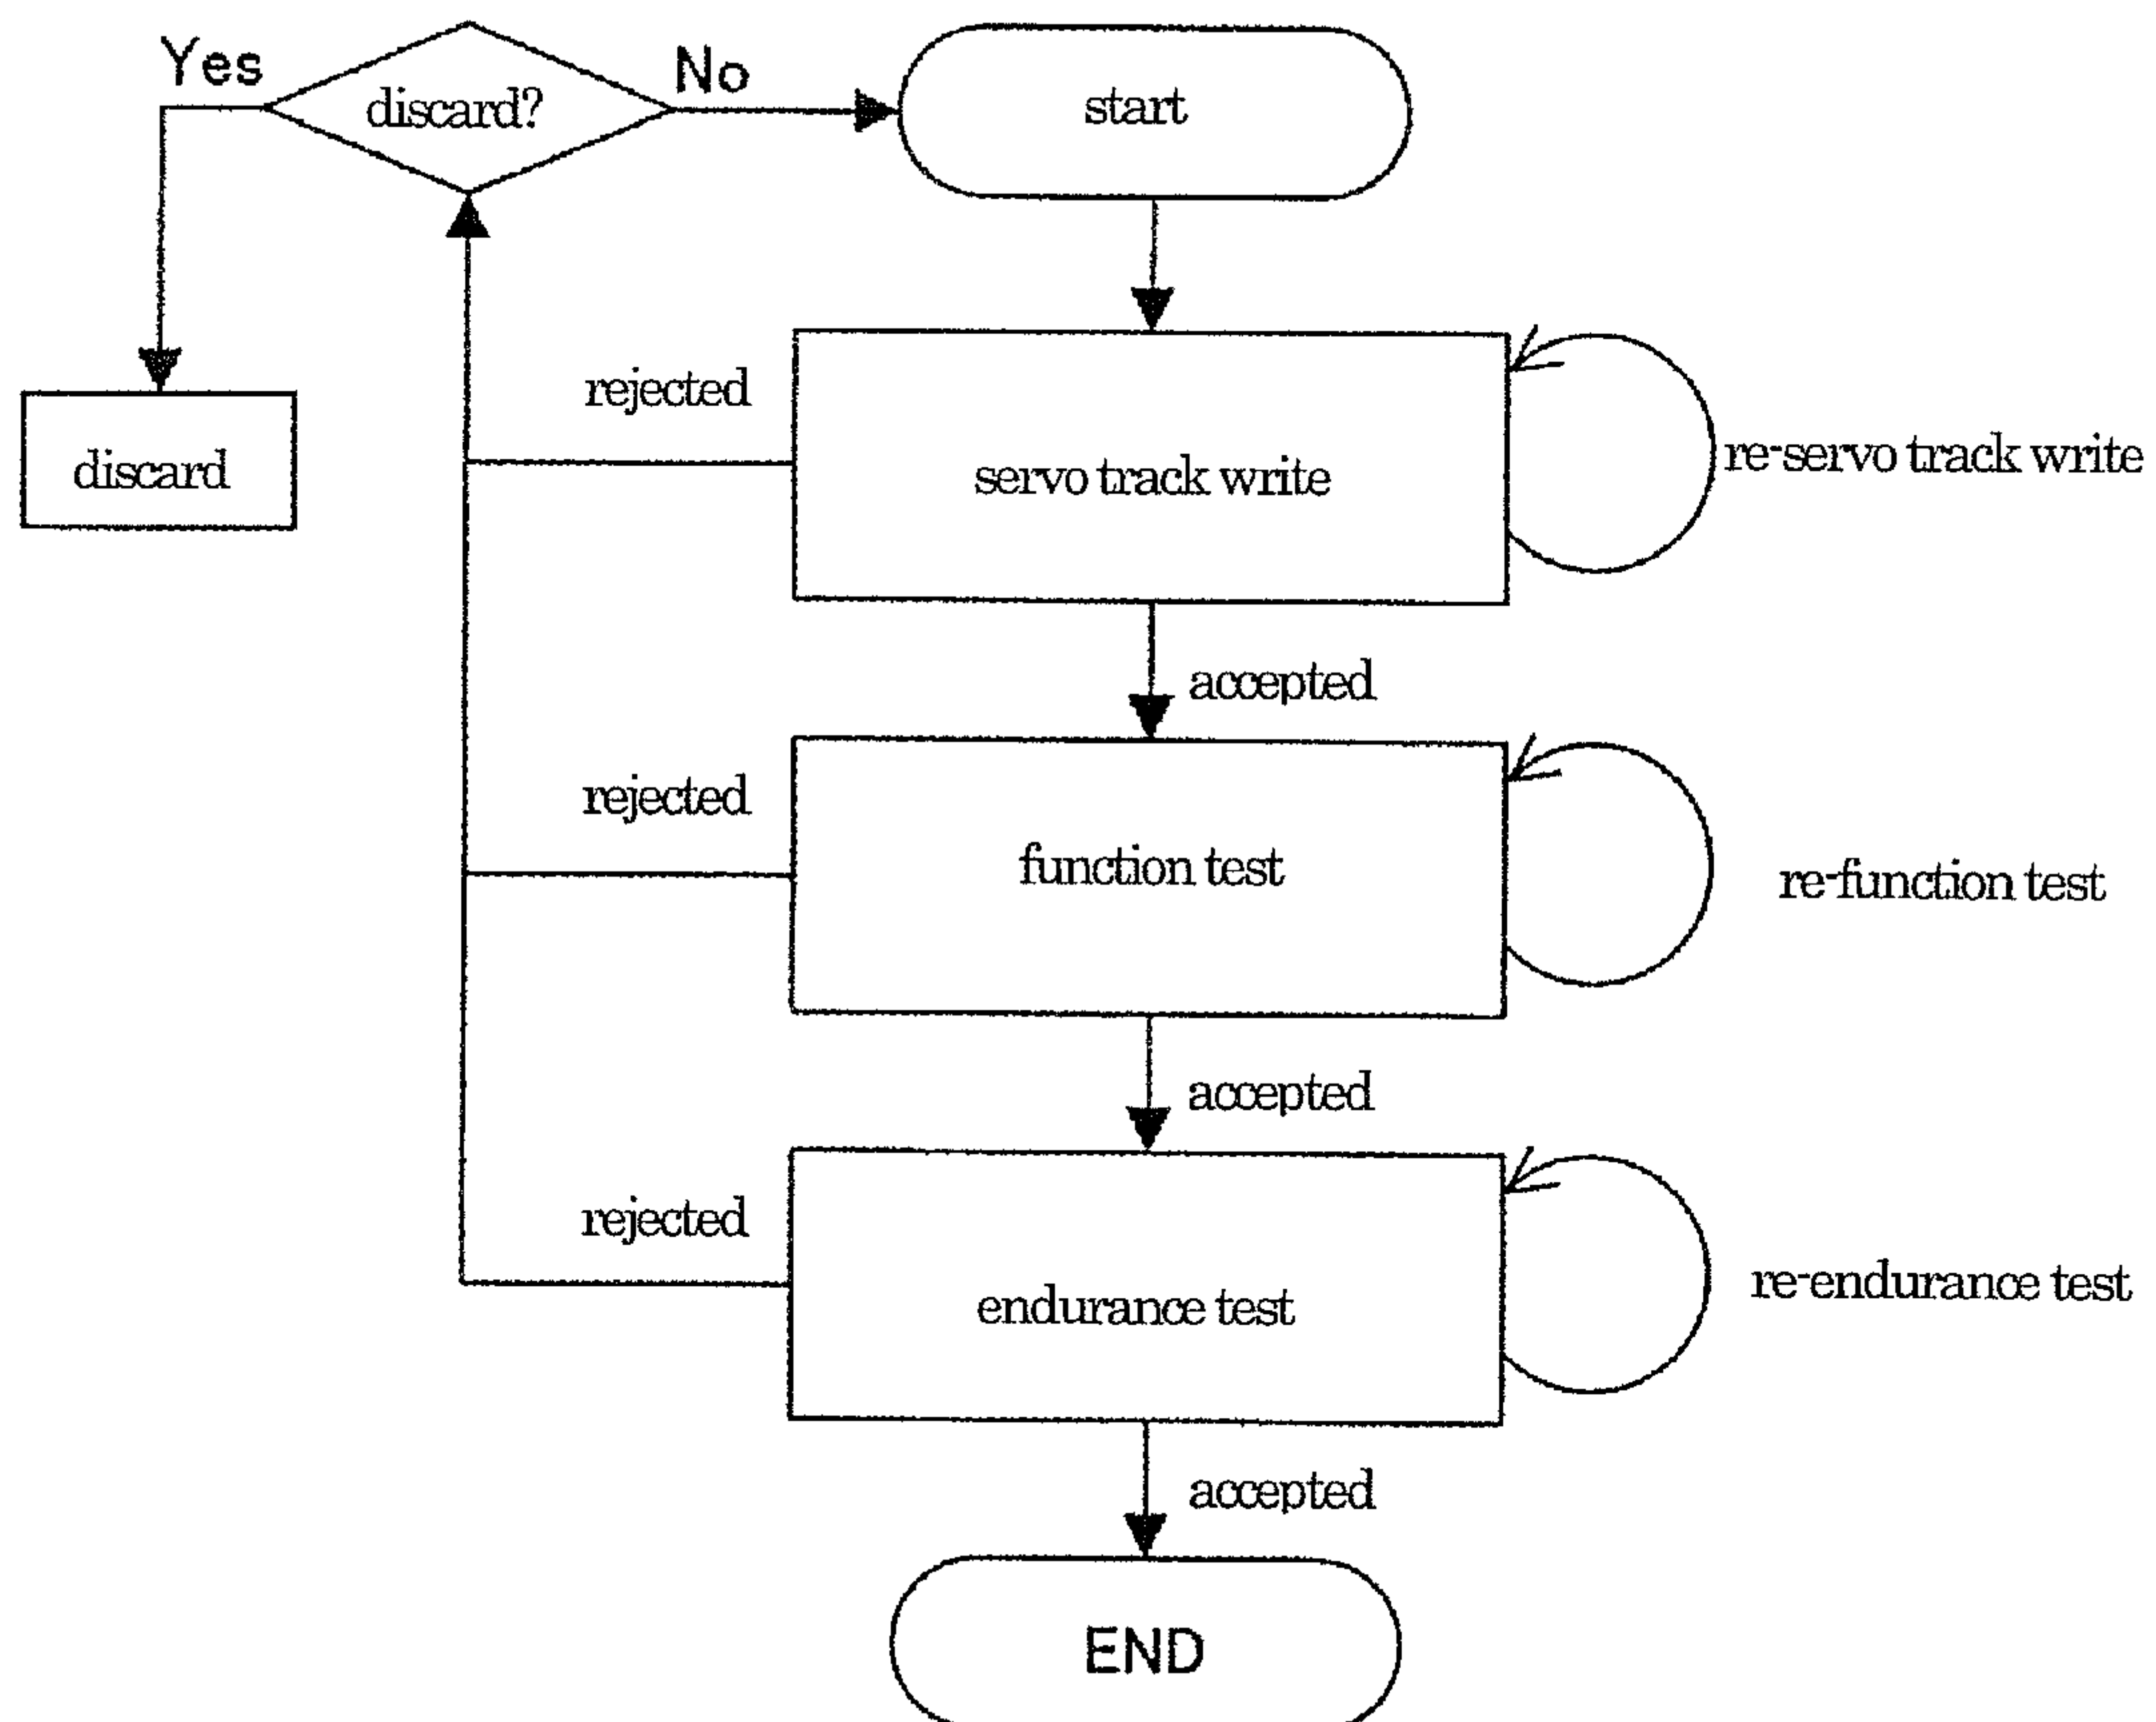 Yes
No
discard?
start
rejected
discard
servo track write
re-servo track write
accepted
rejected
function test
re-function test
accepted
rejected
endurance test
re-endurance test
accepted
END